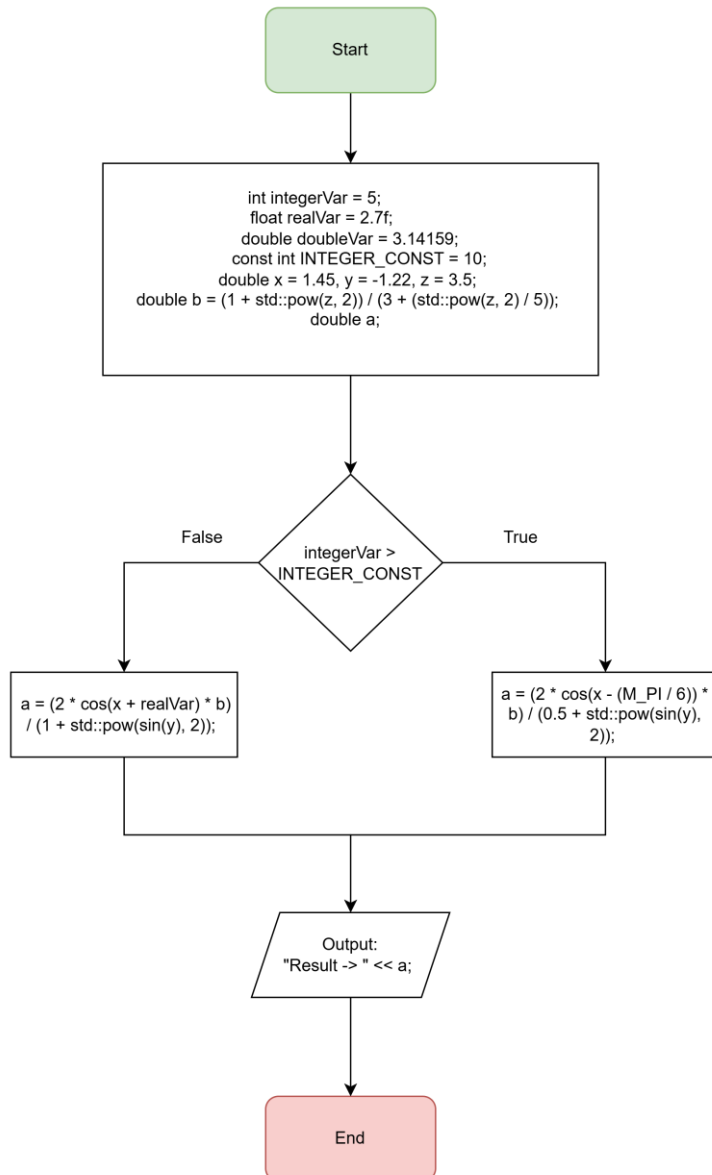 Start
int integerVar = 5;
float realVar = 2.7f;
double doubleVar = 3.14159;
const int INTEGER_CONST = 10;
double x = 1.45, y = -1.22, z = 3.5;
double b = (1 + std::pow(z, 2)) / (3 + (std::pow(z, 2) / 5));
double a;
integerVar >
INTEGER_CONST
False
True
a = (2 * cos(x + realVar) * b)
/ (1 + std::pow(sin(y), 2));
a = (2 * cos(x - (M_PI / 6)) *
b) / (0.5 + std::pow(sin(y),
2));
Output:
"Result -> " << a;
End